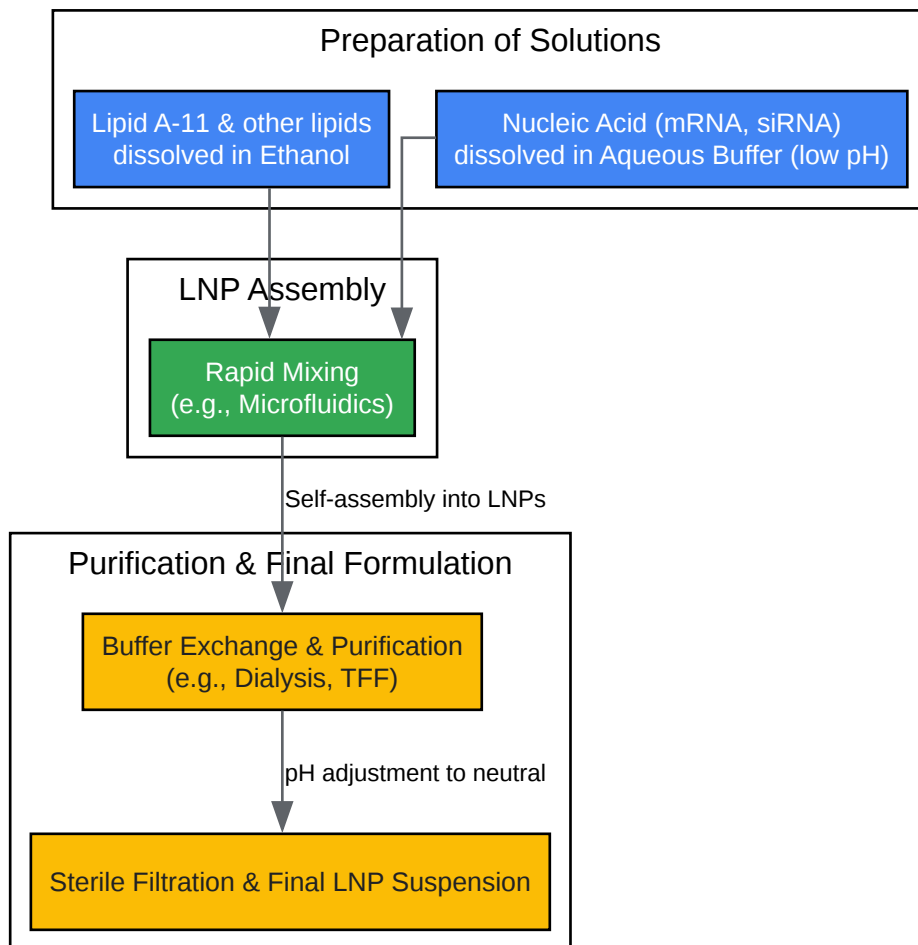 Preparation of Solutions
Lipid A-11 & other lipids
dissolved in Ethanol
Nucleic Acid (mRNA, siRNA)
dissolved in Aqueous Buffer (low pH)
LNP Assembly
Rapid Mixing
(e.g., Microfluidics)
Self-assembly into LNPs
Purification & Final Formulation
Buffer Exchange & Purification
(e.g., Dialysis, TFF)
pH adjustment to neutral
Sterile Filtration & Final LNP Suspension